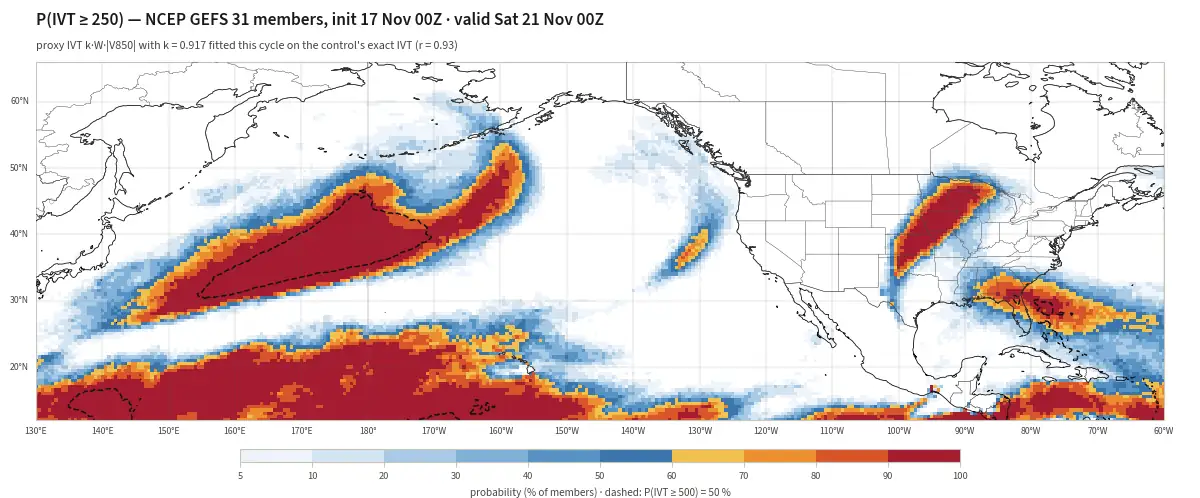 P(IVT ≥ 250) — NCEP GEFS 31 members, init 17 Nov 00Z · valid Sat 21 Nov 00Z
proxy IVT k·W·|V850| with k = 0.917 fitted this cycle on the control's exact IVT (r = 0.93)
60°N
50°N
40°N
30°N
20°N
130°E 140°E 150°E 160°E 170°E 180° 170°W 160°W 150°W 140°W 130°W 120°W 110°W 100°W 90°W 80°W 70°W 60°W
5 10 20 30 40 50 60 70 80 90 100
probability (% of members) · dashed: P(IVT ≥ 500) = 50 %